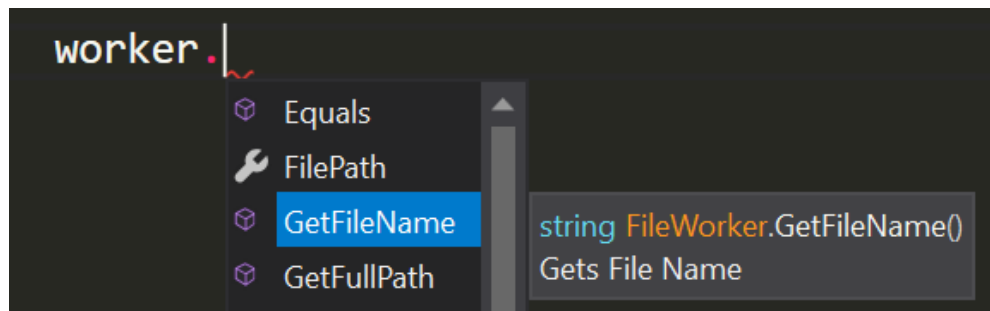 worker.
Equals
FilePath
GetFileName
GetFullPath
string FileWorker.GetFileName()
Gets File Name